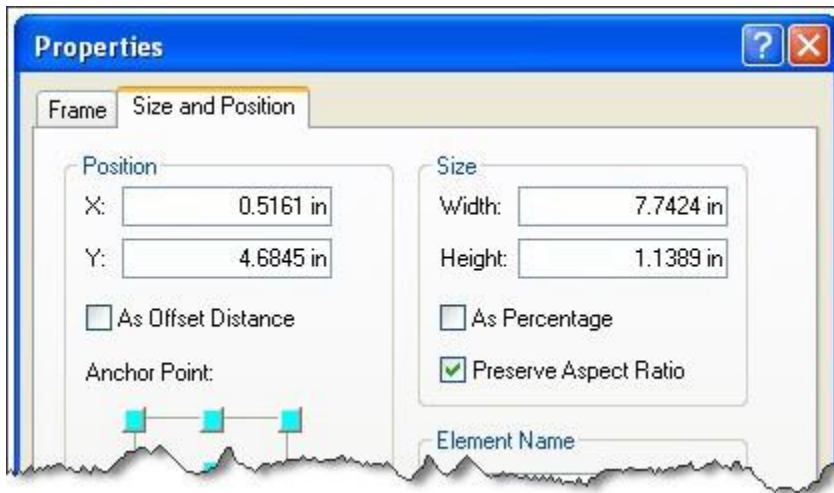 Properties
Frame
Size and Position
Position
X: 0.5161 in
Y: 4.6845 in
As Offset Distance
Anchor Point:
Size
Width: 7.7424 in
Height: 1.1389 in
As Percentage
Preserve Aspect Ratio
Element Name